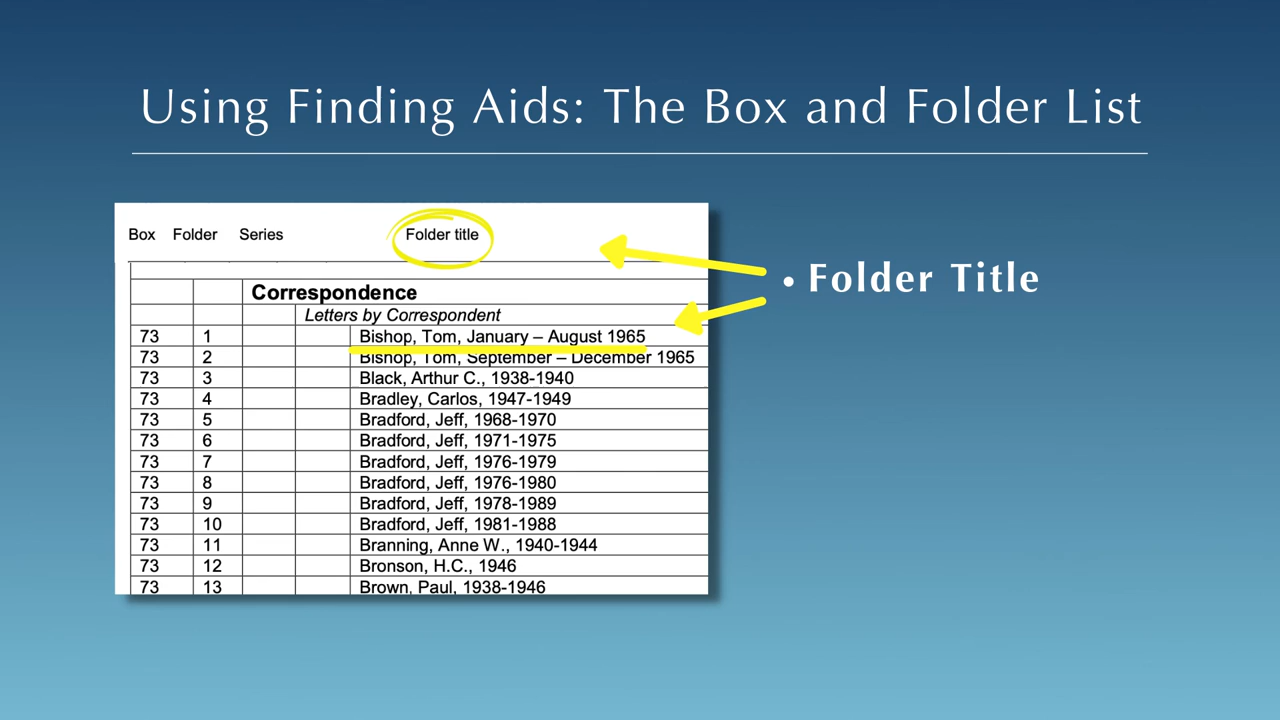 Using Finding Aids: The Box and Folder List
Box Folder Series Folder title
Correspondence
Letters by Correspondent
73 1 Bishop, Tom, January – August 1965
73 2 Bishop, Tom, September – December 1965
73 3 Black, Arthur C., 1938-1940
73 4 Bradley, Carlos, 1947-1949
73 5 Bradford, Jeff, 1968-1970
73 6 Bradford, Jeff, 1971-1975
73 7 Bradford, Jeff, 1976-1979
73 8 Bradford, Jeff, 1976-1980
73 9 Bradford, Jeff, 1978-1989
73 10 Bradford, Jeff, 1981-1988
73 11 Branning, Anne W., 1940-1944
73 12 Bronson, H.C., 1946
73 13 Brown, Paul, 1938-1946
• Folder Title